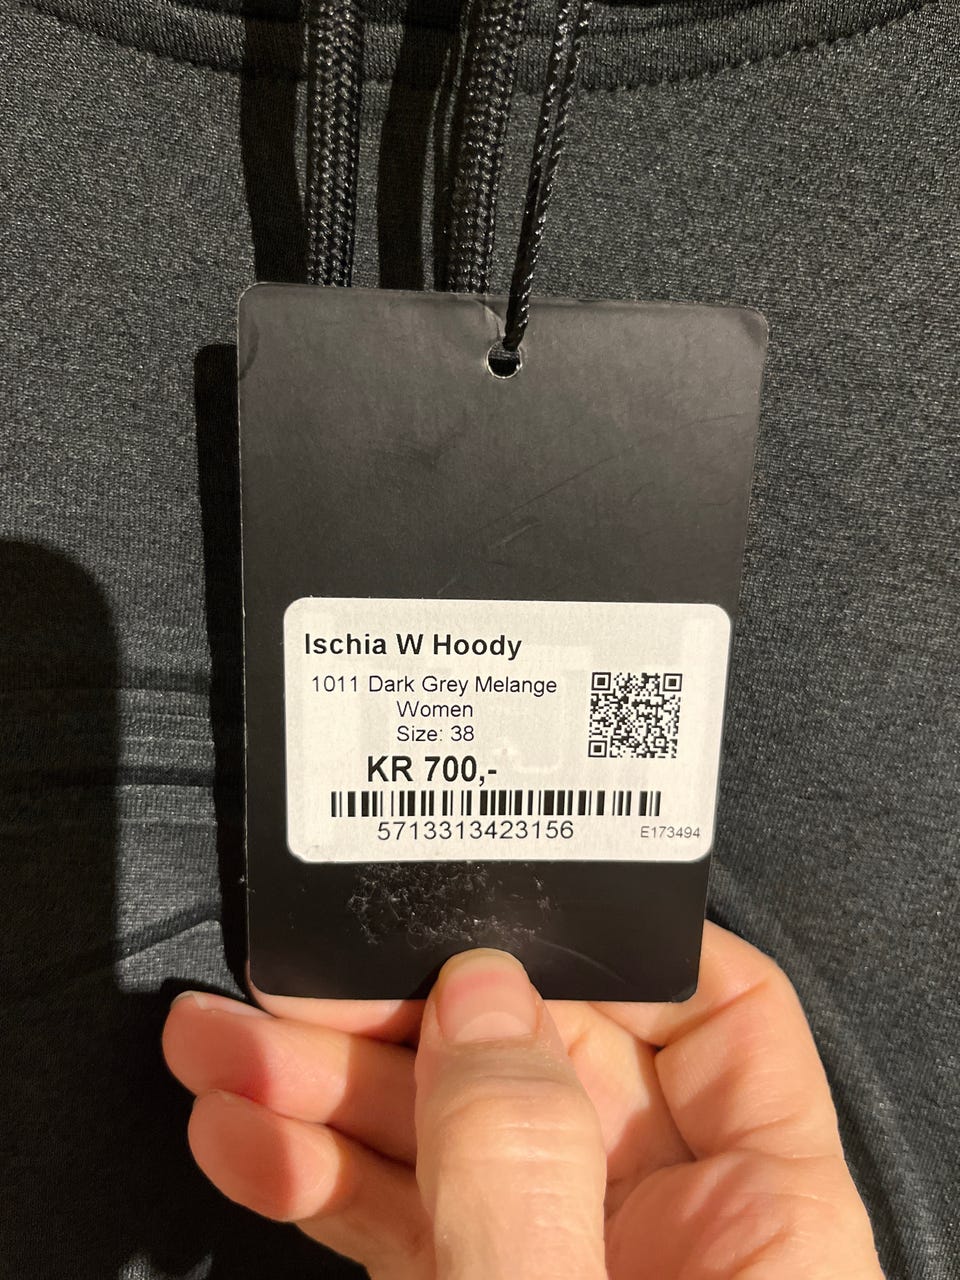 Ischia W Hoody
1011 Dark Grey Melange
Women
Size: 38
KR 700,-
5713313423156
E173494